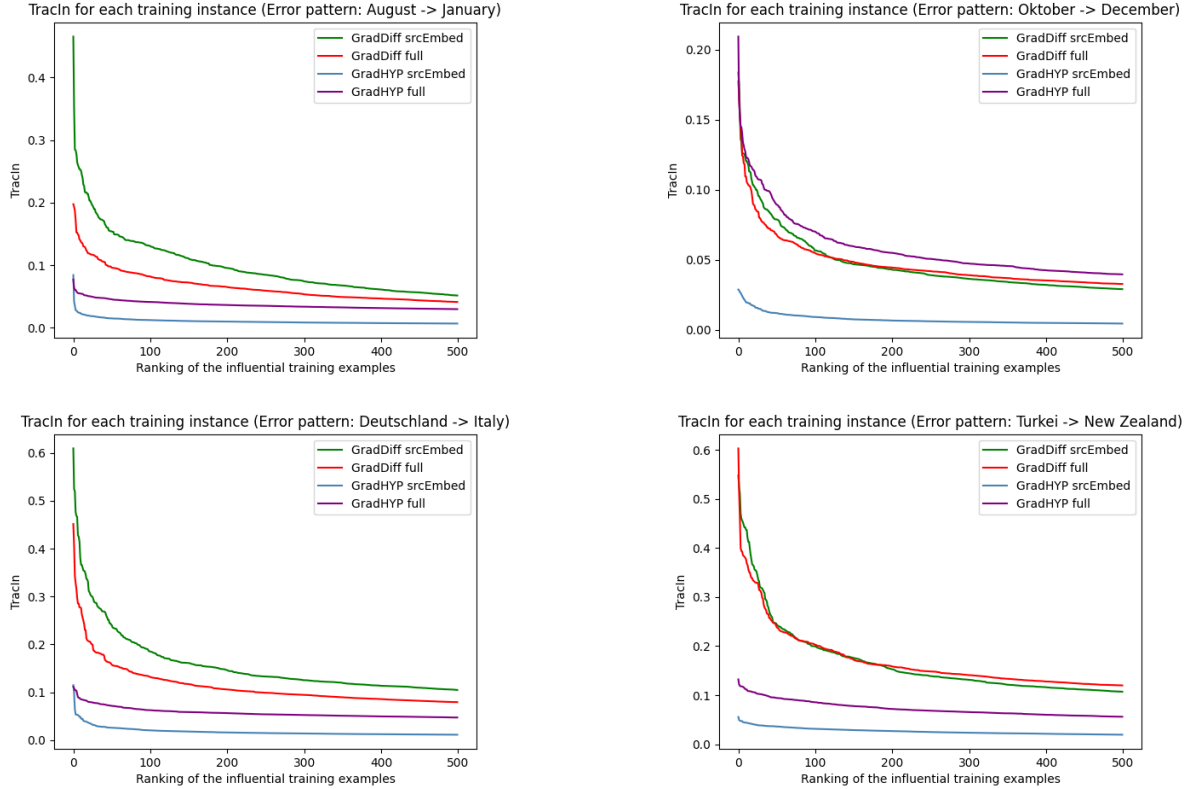 TracIn for each training instance (Error pattern: August -> January)
GradDiff srcEmbed
GradDiff full
GradHYP srcEmbed
GradHYP full
TracIn
0.4
0.3
0.2
0.1
0.0
0 100 200 300 400 500
Ranking of the influential training examples
TracIn for each training instance (Error pattern: Oktober -> December)
GradDiff srcEmbed
GradDiff full
GradHYP srcEmbed
GradHYP full
TracIn
0.20
0.15
0.10
0.05
0.00
0 100 200 300 400 500
Ranking of the influential training examples
TracIn for each training instance (Error pattern: Deutschland -> Italy)
GradDiff srcEmbed
GradDiff full
GradHYP srcEmbed
GradHYP full
TracIn
0.6
0.5
0.4
0.3
0.2
0.1
0.0
0 100 200 300 400 500
Ranking of the influential training examples
TracIn for each training instance (Error pattern: Turkei -> New Zealand)
GradDiff srcEmbed
GradDiff full
GradHYP srcEmbed
GradHYP full
TracIn
0.6
0.5
0.4
0.3
0.2
0.1
0.0
0 100 200 300 400 500
Ranking of the influential training examples